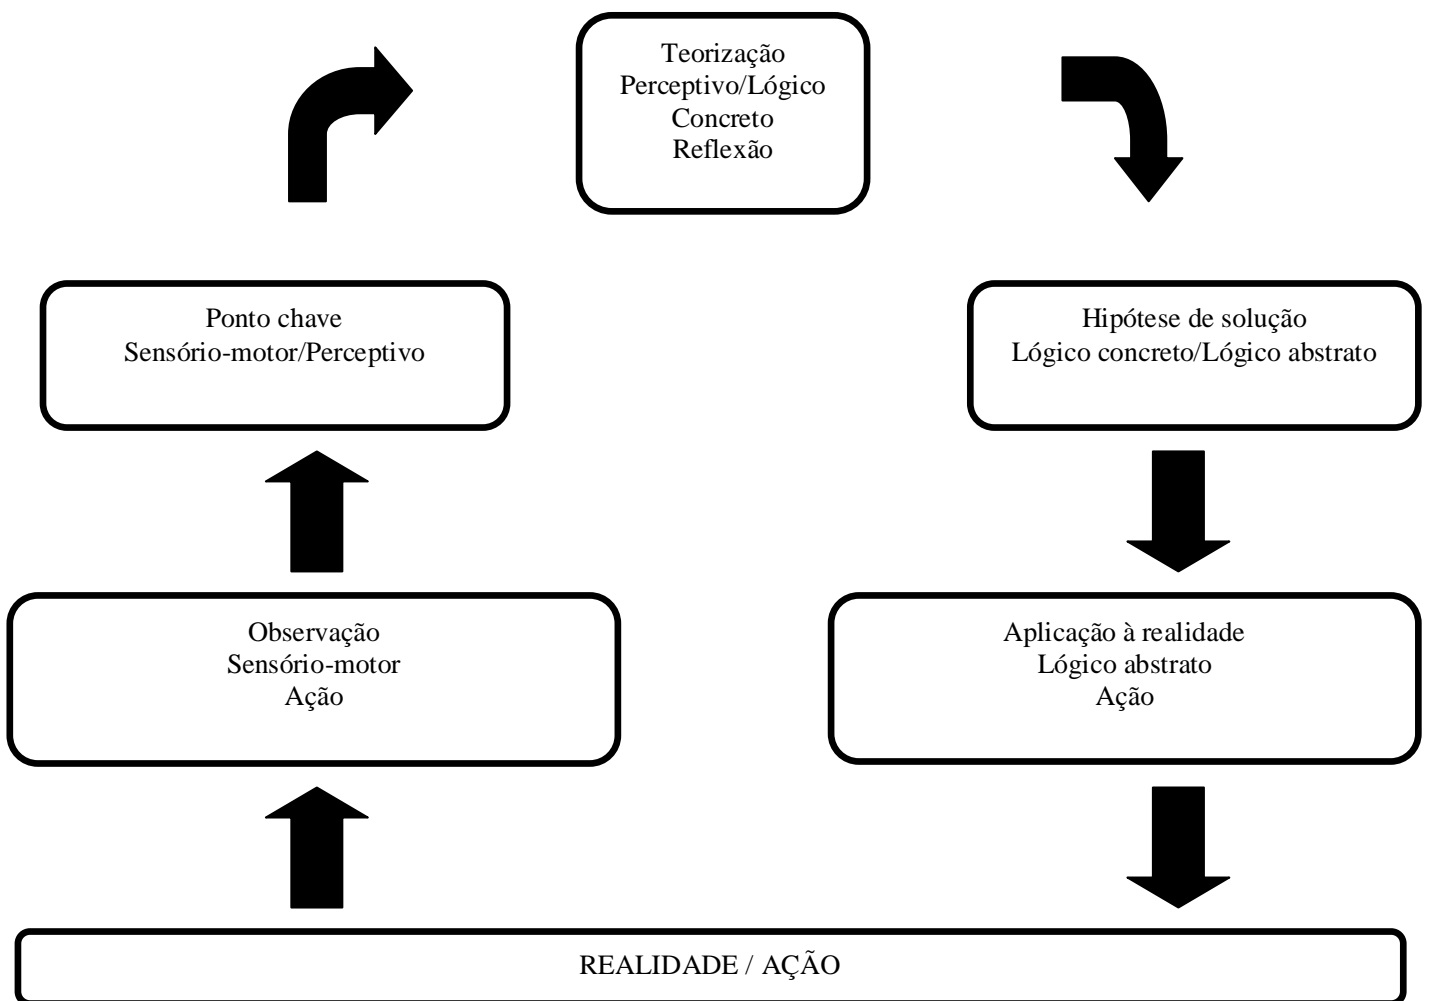 Teorização
Perceptivo/Lógico
Concreto
Reflexão
Ponto chave
Sensório-motor/Perceptivo
Hipótese de solução
Lógico concreto/Lógico abstrato
Observação
Sensório-motor
Ação
Aplicação à realidade
Lógico abstrato
Ação
REALIDADE / AÇÃO